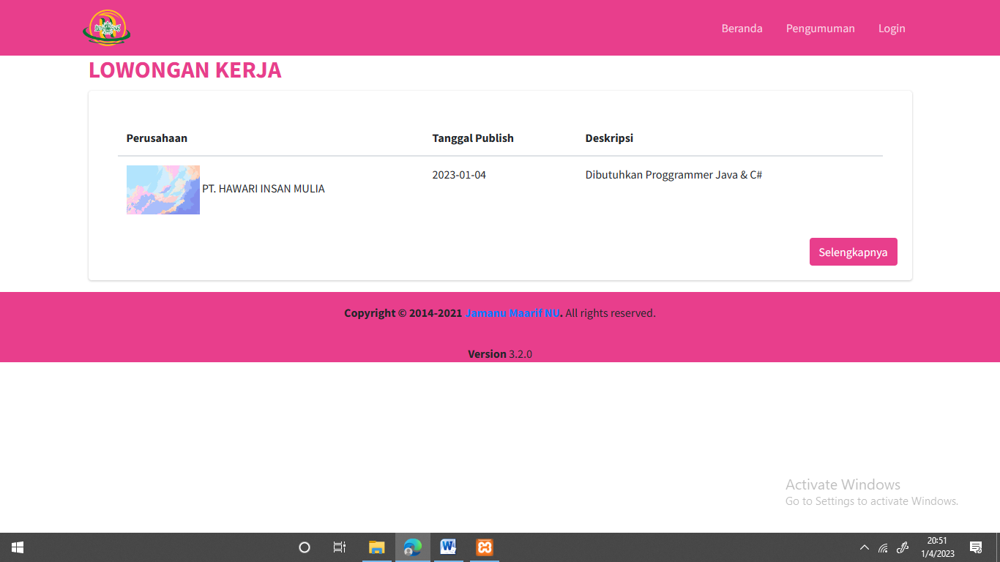 Beranda Pengumuman Login
LOWONGAN KERJA
Perusahaan Tanggal Publish Deskripsi
PT. HAWARI INSAN MULIA 2023-01-04 Dibutuhkan Proggrammer Java & C#
Selengkapnya
Copyright © 2014-2021 Jamanu Maarif NU. All rights reserved.
Version 3.2.0
Activate Windows
Go to Settings to activate Windows.
20:51
1/4/2023